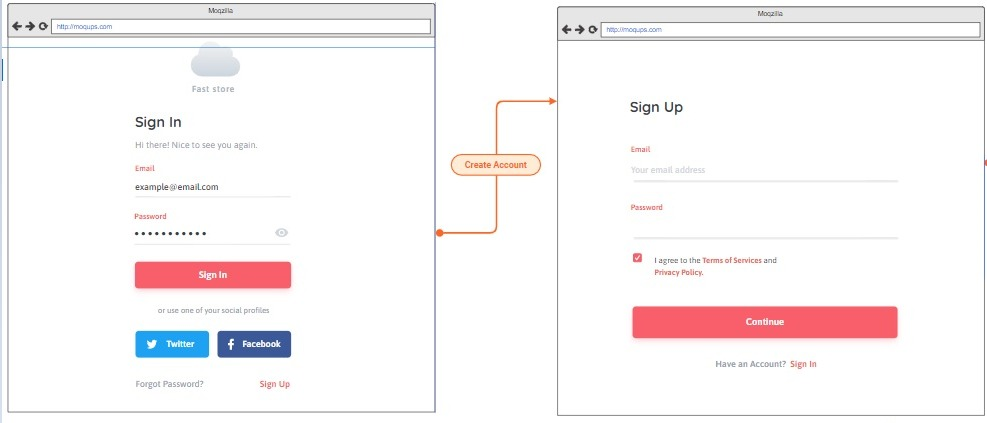 Moqzilla
http://moqups.com
Fast store
Sign In
Hi there! Nice to see you again.
Email
example@email.com
Password
Sign In
or use one of your social profiles
Twitter
Facebook
Forgot Password?
Sign Up
Create Account
Moqzilla
http://moqups.com
Sign Up
Email
Your email address
Password
I agree to the Terms of Services and
Privacy Policy.
Continue
Have an Account? Sign In